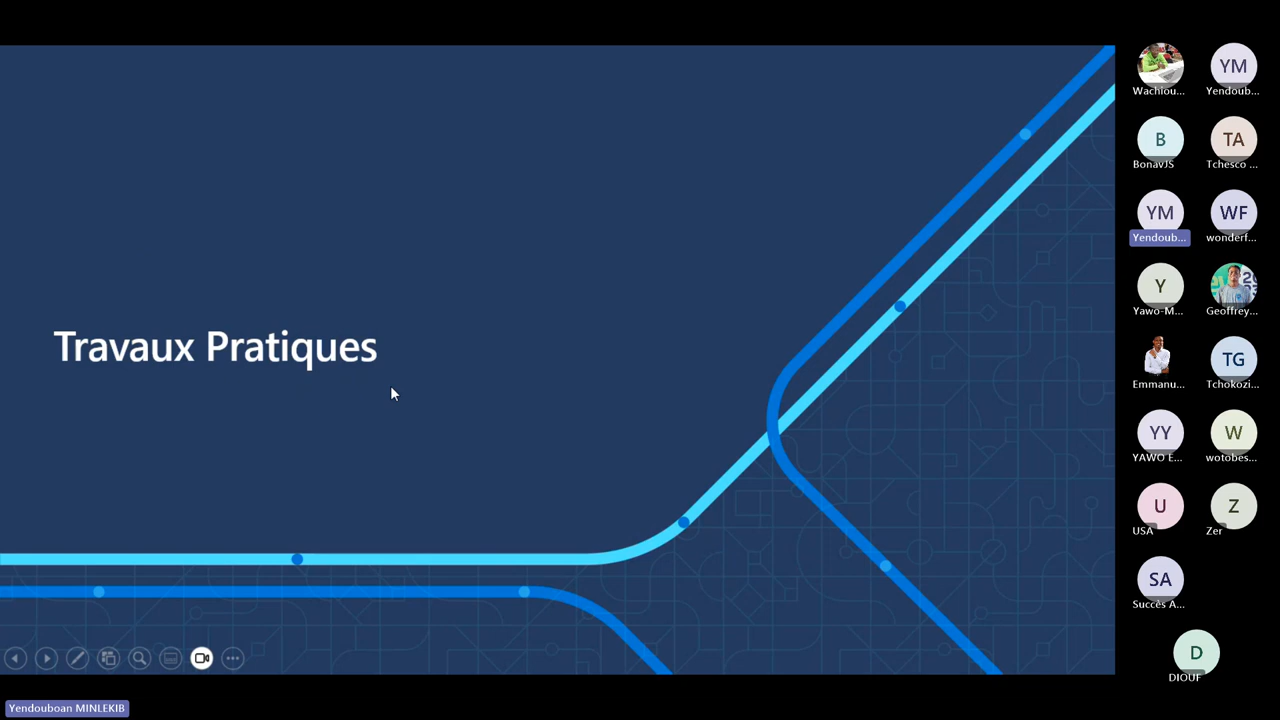 Travaux Pratiques
Wachiou...
YM
Yendoub...
B
BonavJS
TA
Tchesco ...
YM
Yendoub...
WF
wonderf...
Y
Yawo-M...
Geoffrey...
Emmanu...
TG
Tchokozi...
YY
YAWO E...
W
wotobes...
U
USA
Z
Zer
SA
Succès A...
D
DIOUF
Yendouboan MINLEKIB